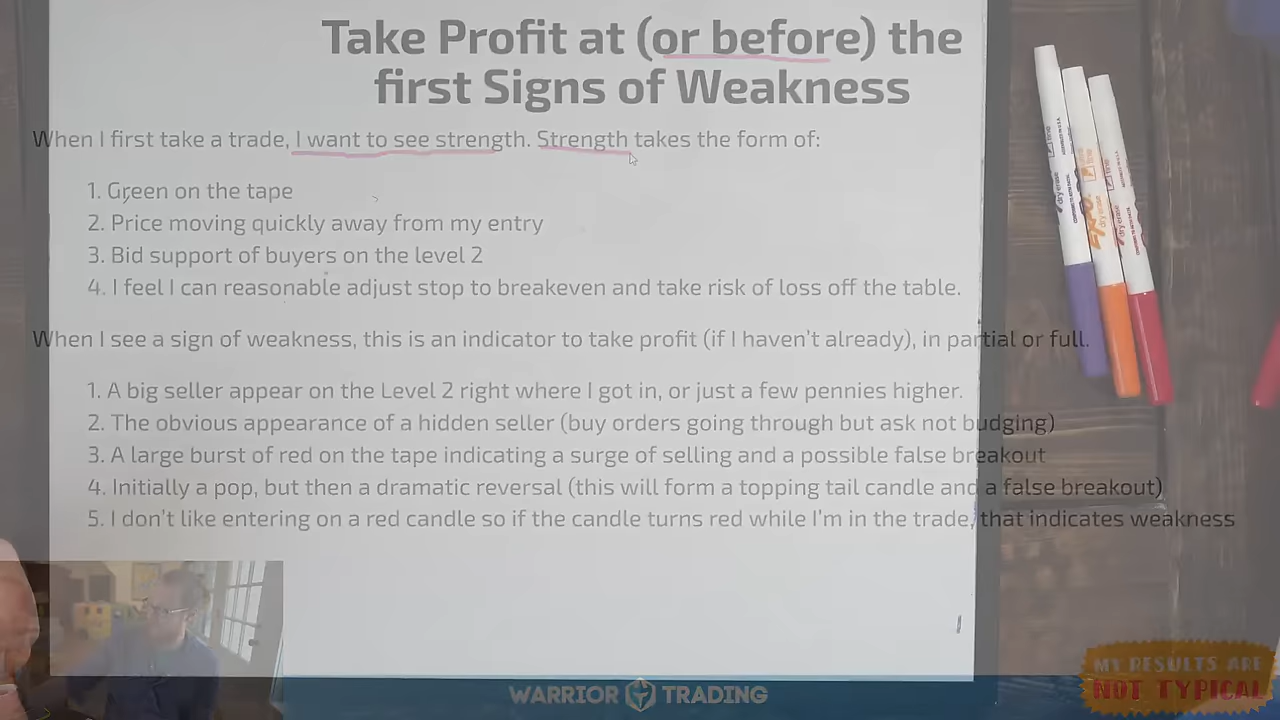 Take Profit at (or before) the
first Signs of Weakness
When I first take a trade, I want to see strength. Strength takes the form of:
1. Green on the tape
2. Price moving quickly away from my entry
3. Bid support of buyers on the level 2
4. I feel I can reasonable adjust stop to breakeven and take risk of loss off the table.
When I see a sign of weakness, this is an indicator to take profit (if I haven't already), in partial or full.
1. A big seller appear on the Level 2 right where I got in, or just a few pennies higher.
2. The obvious appearance of a hidden seller (buy orders going through but ask not budging)
3. A large burst of red on the tape indicating a surge of selling and a possible false breakout
4. Initially a pop, but then a dramatic reversal (this will form a topping tail candle and a false breakout)
5. I don't like entering on a red candle so if the candle turns red while I'm in the trade, that indicates weakness
EXPO
dry erase
fine
WARRIOR TRADING
MY RESULTS ARE
NOT TYPICAL